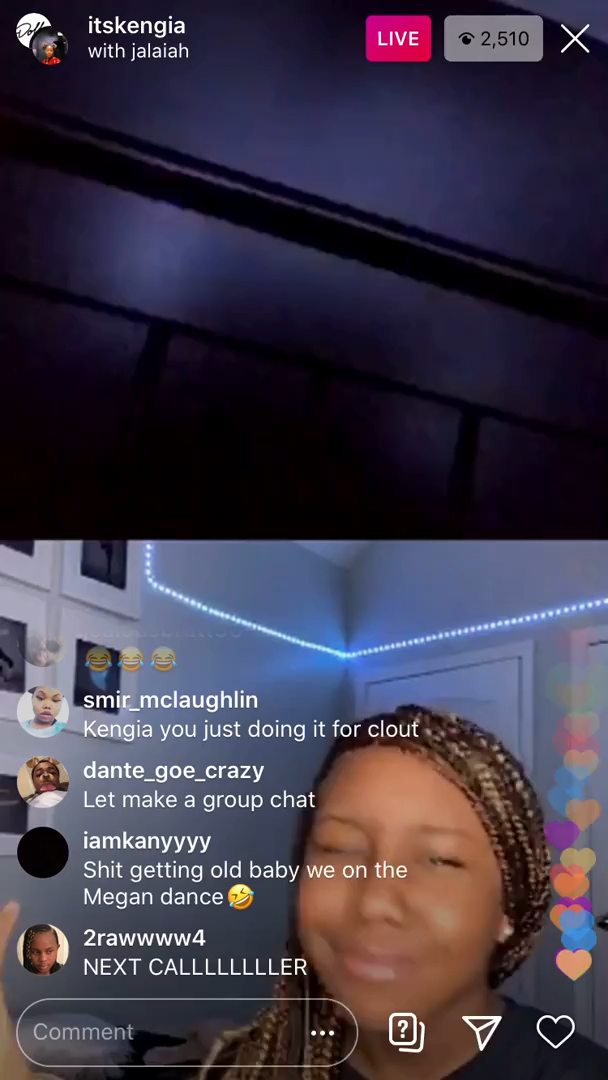 itskengia
with jalaiah
LIVE
2,510
😂😂😂
smir_mclaughlin
Kengia you just doing it for clout
dante_goe_crazy
Let make a group chat
iamkanyyyy
Shit getting old baby we on the
Megan dance🤣
2rawwww4
NEXT CALLLLLLLLER
Comment